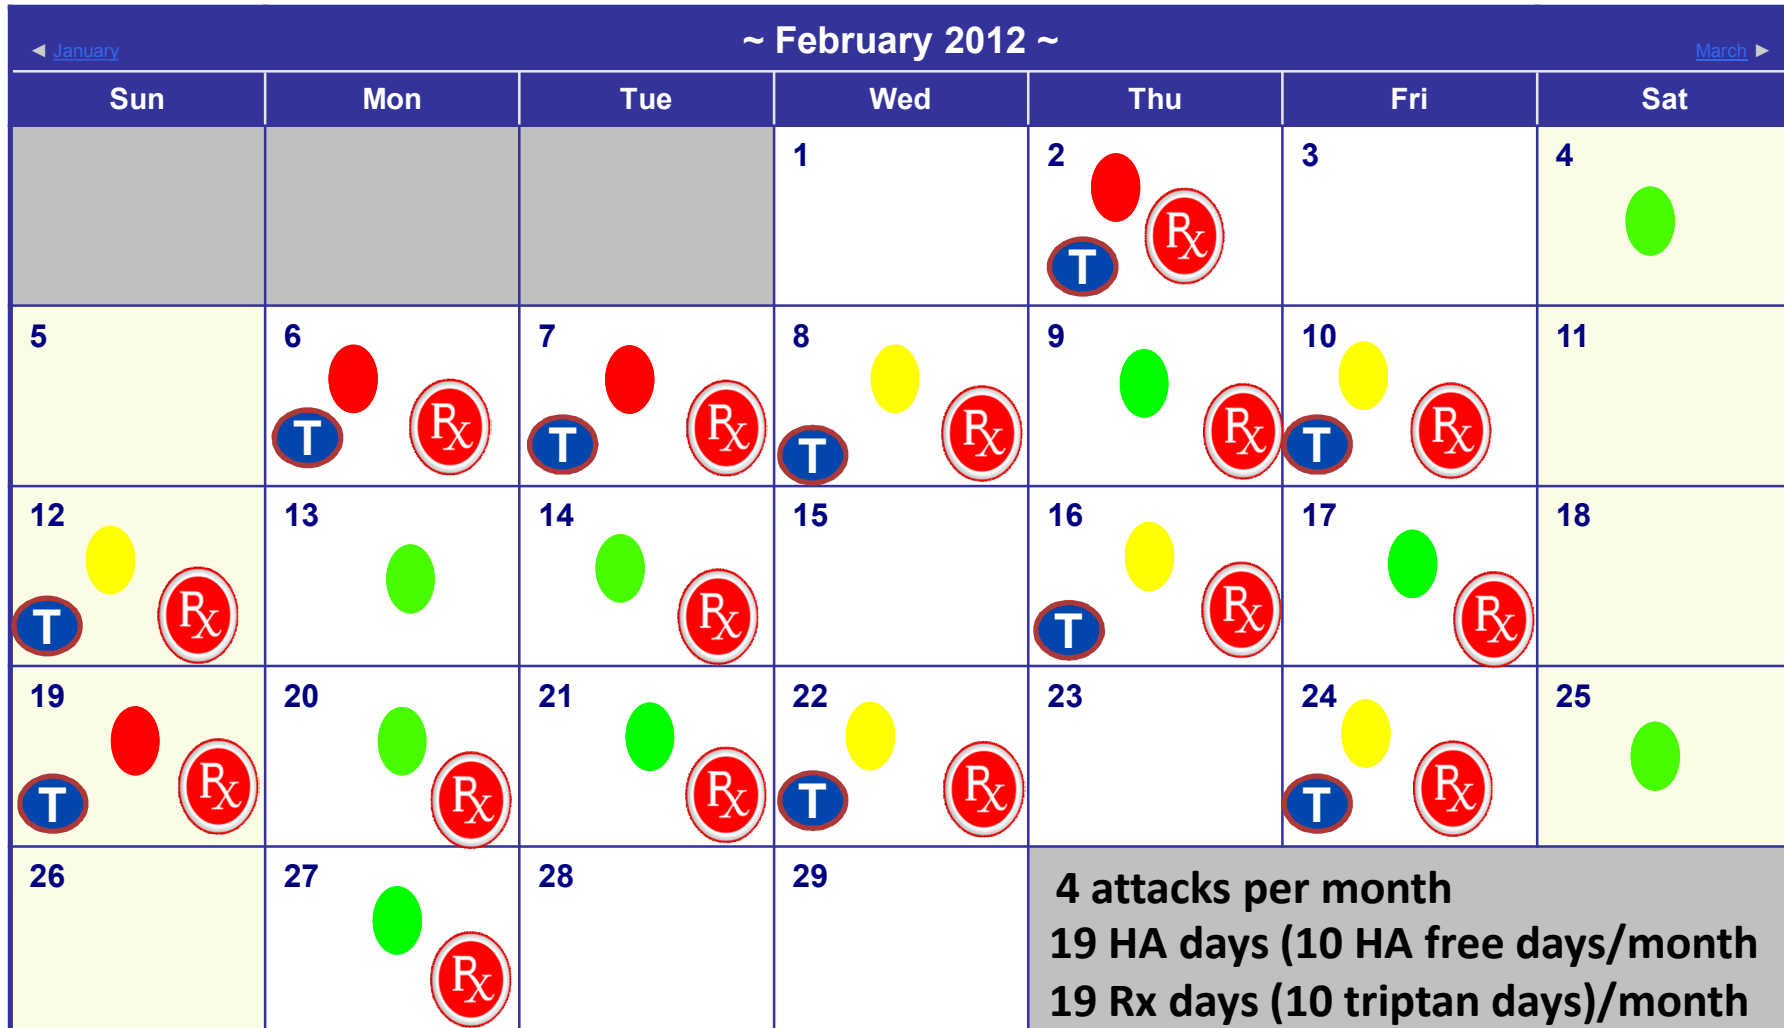 ~ February 2012 ~
◄ January
March ►
Sun Mon Tue Wed Thu Fri Sat
1 2 3 4
T Rx
5 6 7 8 9 10 11
T Rx T Rx T Rx Rx T Rx
12 13 14 15 16 17 18
T Rx Rx T Rx Rx
19 20 21 22 23 24 25
T Rx Rx Rx T Rx T Rx
26 27 28 29
Rx
4 attacks per month
19 HA days (10 HA free days/month
19 Rx days (10 triptan days)/month